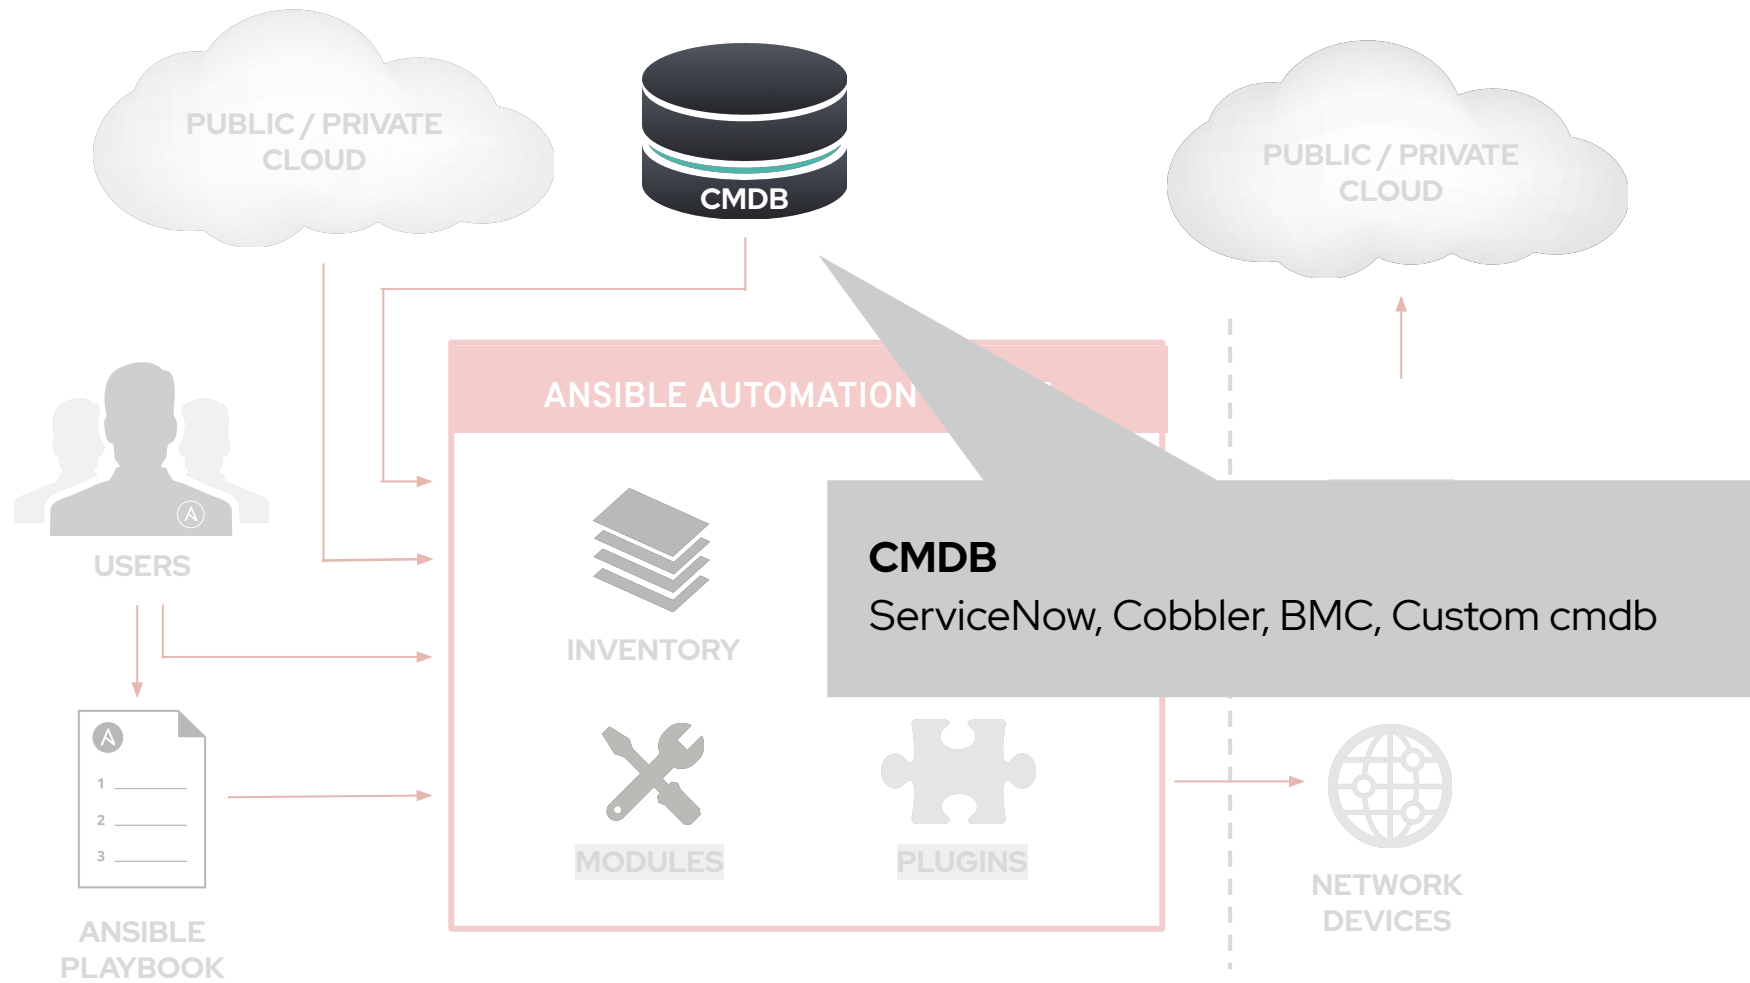 PUBLIC / PRIVATE
CLOUD
CMDB
PUBLIC / PRIVATE
CLOUD
ANSIBLE AUTOMATION
USERS
CMDB
ServiceNow, Cobbler, BMC, Custom cmdb
INVENTORY
1
2
3
MODULES
PLUGINS
NETWORK
DEVICES
ANSIBLE
PLAYBOOK